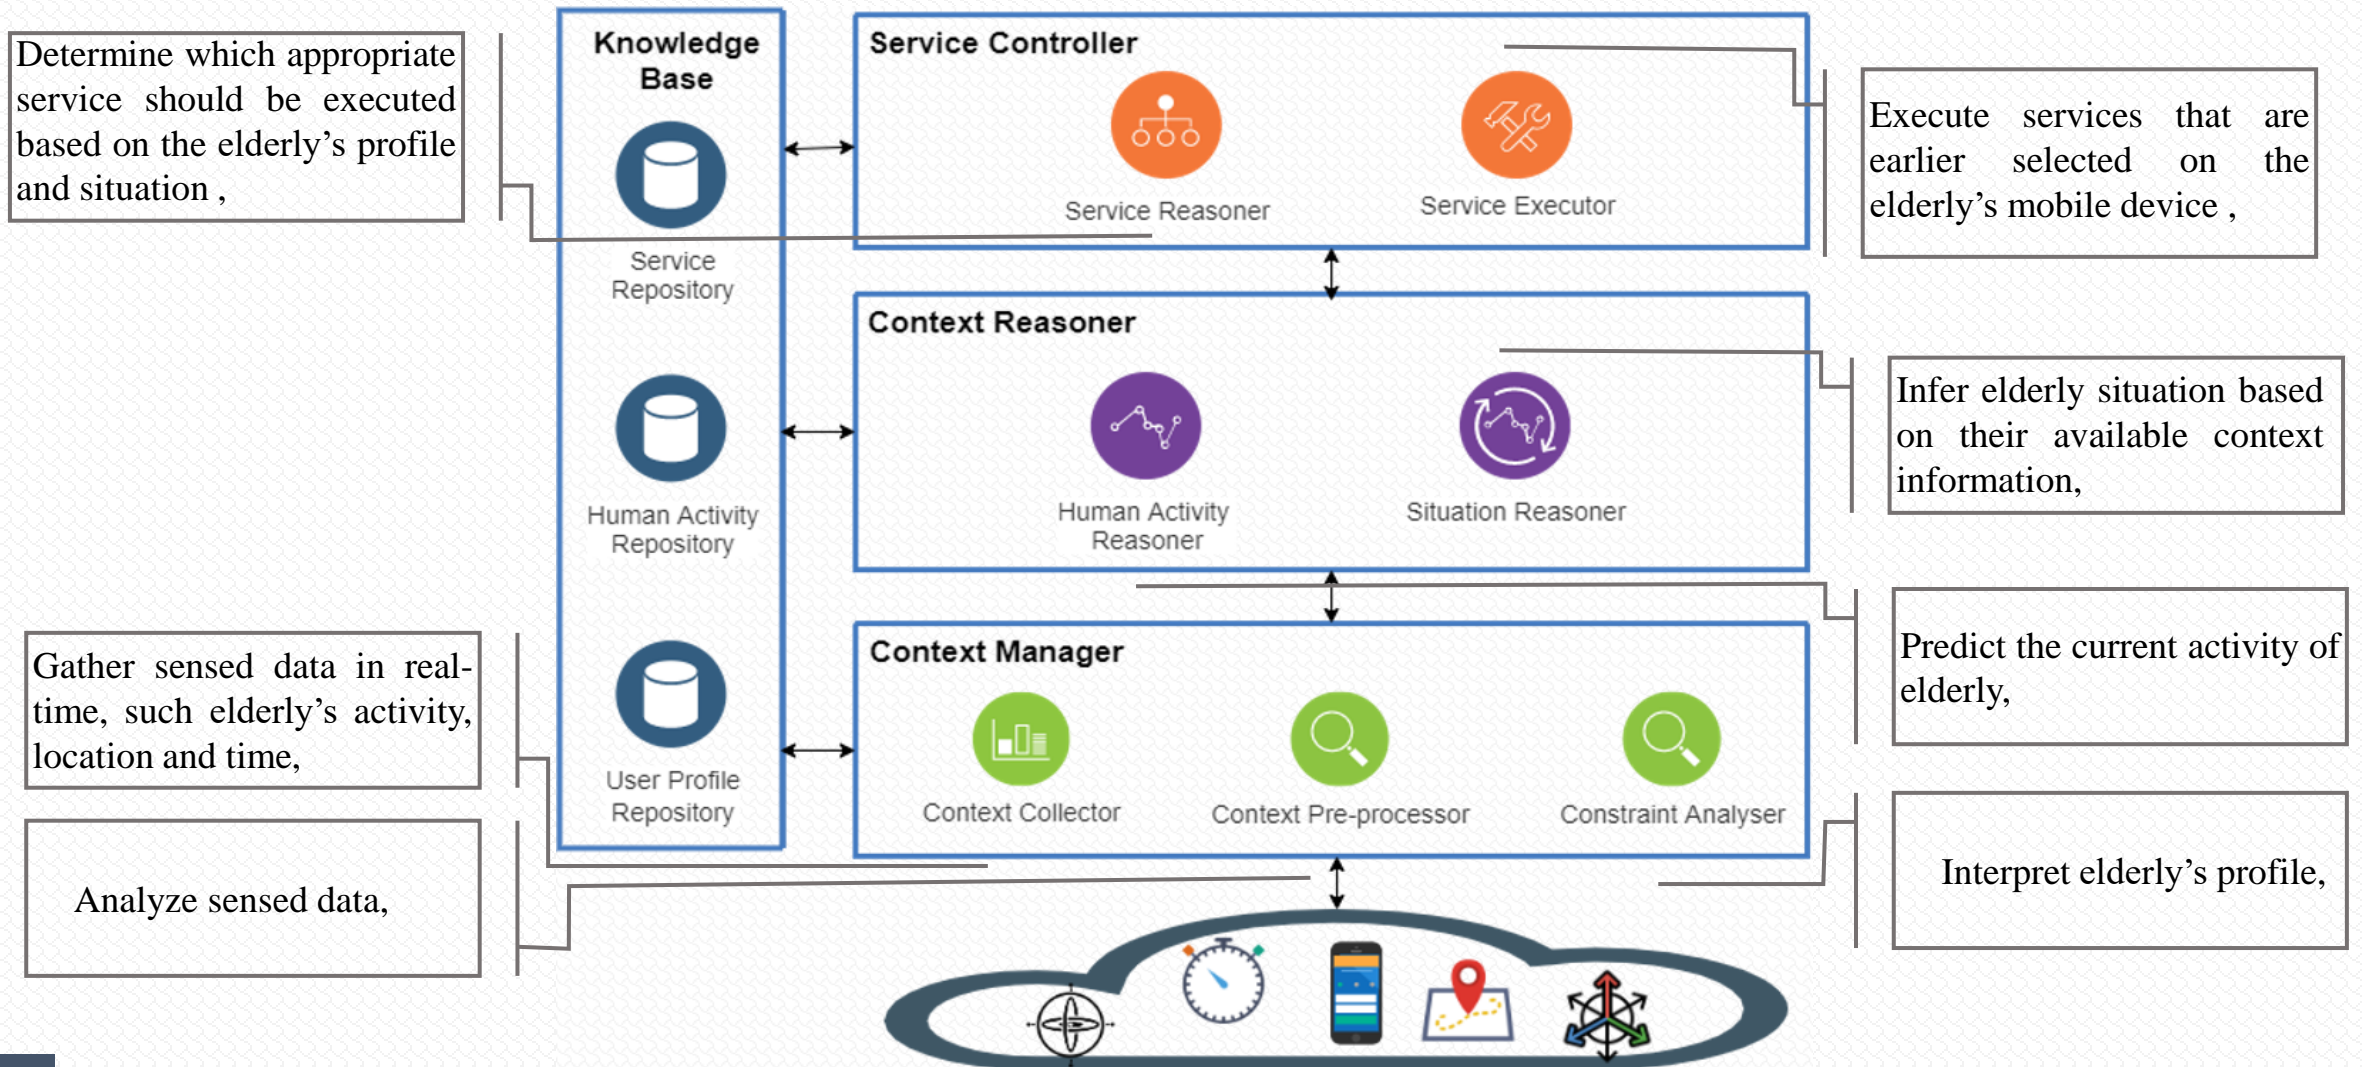 Determine which appropriate
service should be executed
based on the elderly’s profile
and situation ,
Knowledge
Base
Service
Repository
Human Activity
Repository
User Profile
Repository
Service Controller
Service Reasoner
Service Executor
Execute services that are
earlier selected on the
elderly’s mobile device ,
Context Reasoner
Human Activity
Reasoner
Situation Reasoner
Infer elderly situation based
on their available context
information,
Predict the current activity of
elderly,
Gather sensed data in real-
time, such elderly’s activity,
location and time,
Context Manager
Context Collector
Context Pre-processor
Constraint Analyser
Analyze sensed data,
Interpret elderly’s profile,